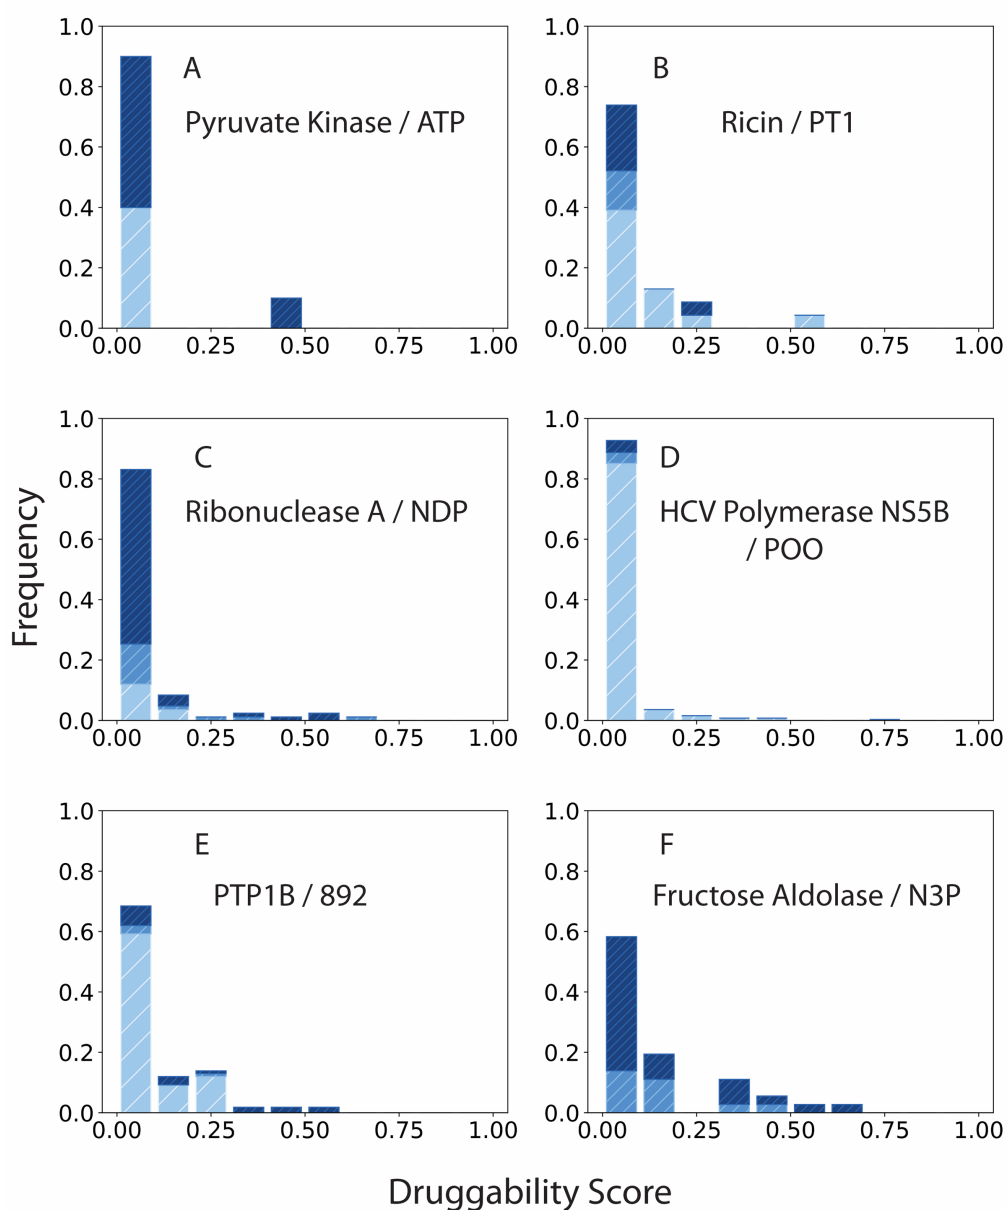 1.0
0.8
0.6
0.4
0.2
0.0
0.00 0.25 0.50 0.75 1.00
A
Pyruvate Kinase / ATP
1.0
0.8
0.6
0.4
0.2
0.0
0.00 0.25 0.50 0.75 1.00
B
Ricin / PT1
Frequency
1.0
0.8
0.6
0.4
0.2
0.0
0.00 0.25 0.50 0.75 1.00
C
Ribonuclease A / NDP
1.0
0.8
0.6
0.4
0.2
0.0
0.00 0.25 0.50 0.75 1.00
D
HCV Polymerase NS5B
/ POO
1.0
0.8
0.6
0.4
0.2
0.0
0.00 0.25 0.50 0.75 1.00
E
PTP1B / 892
1.0
0.8
0.6
0.4
0.2
0.0
0.00 0.25 0.50 0.75 1.00
F
Fructose Aldolase / N3P
Druggability Score